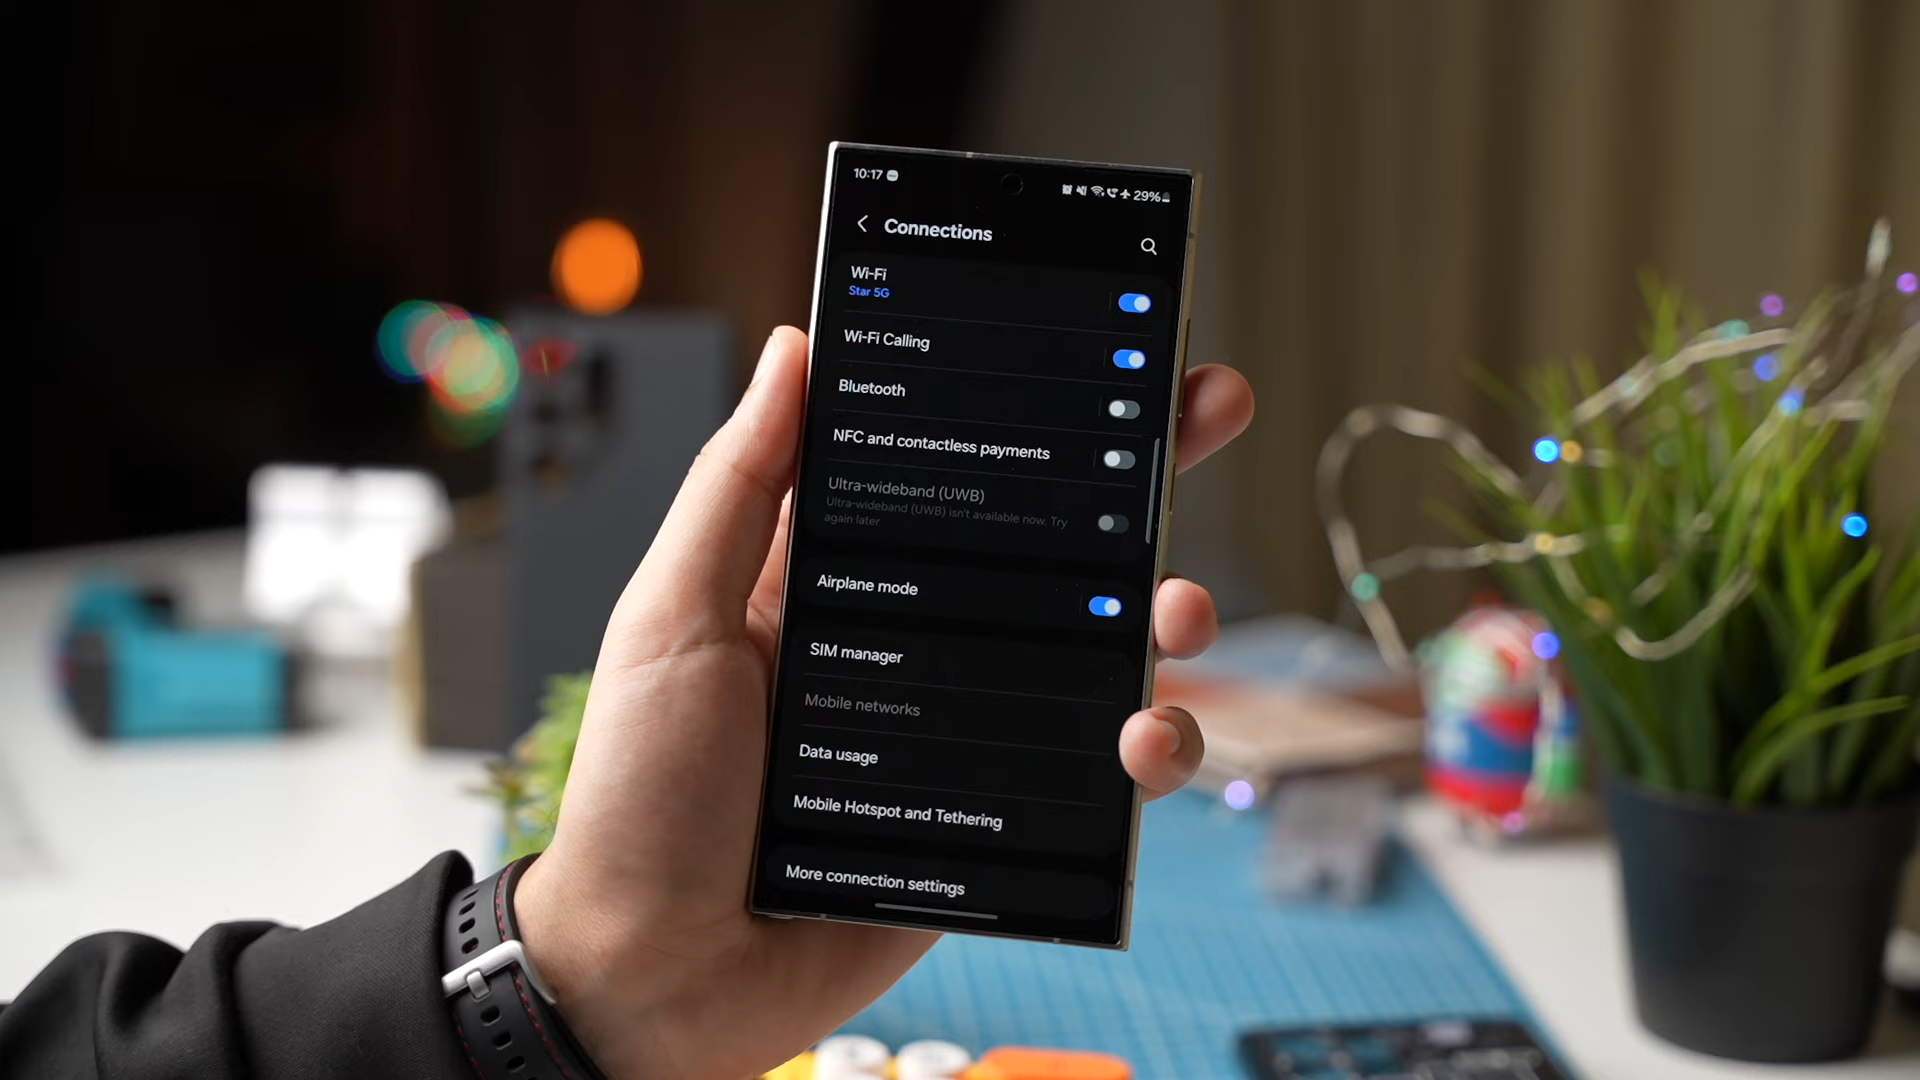 10:17
29%
Connections
Wi-Fi
Star 5G
Wi-Fi Calling
Bluetooth
NFC and contactless payments
Ultra-wideband (UWB)
Ultra-wideband (UWB) isn't available now. Try
again later
Airplane mode
SIM manager
Mobile networks
Data usage
Mobile Hotspot and Tethering
More connection settings